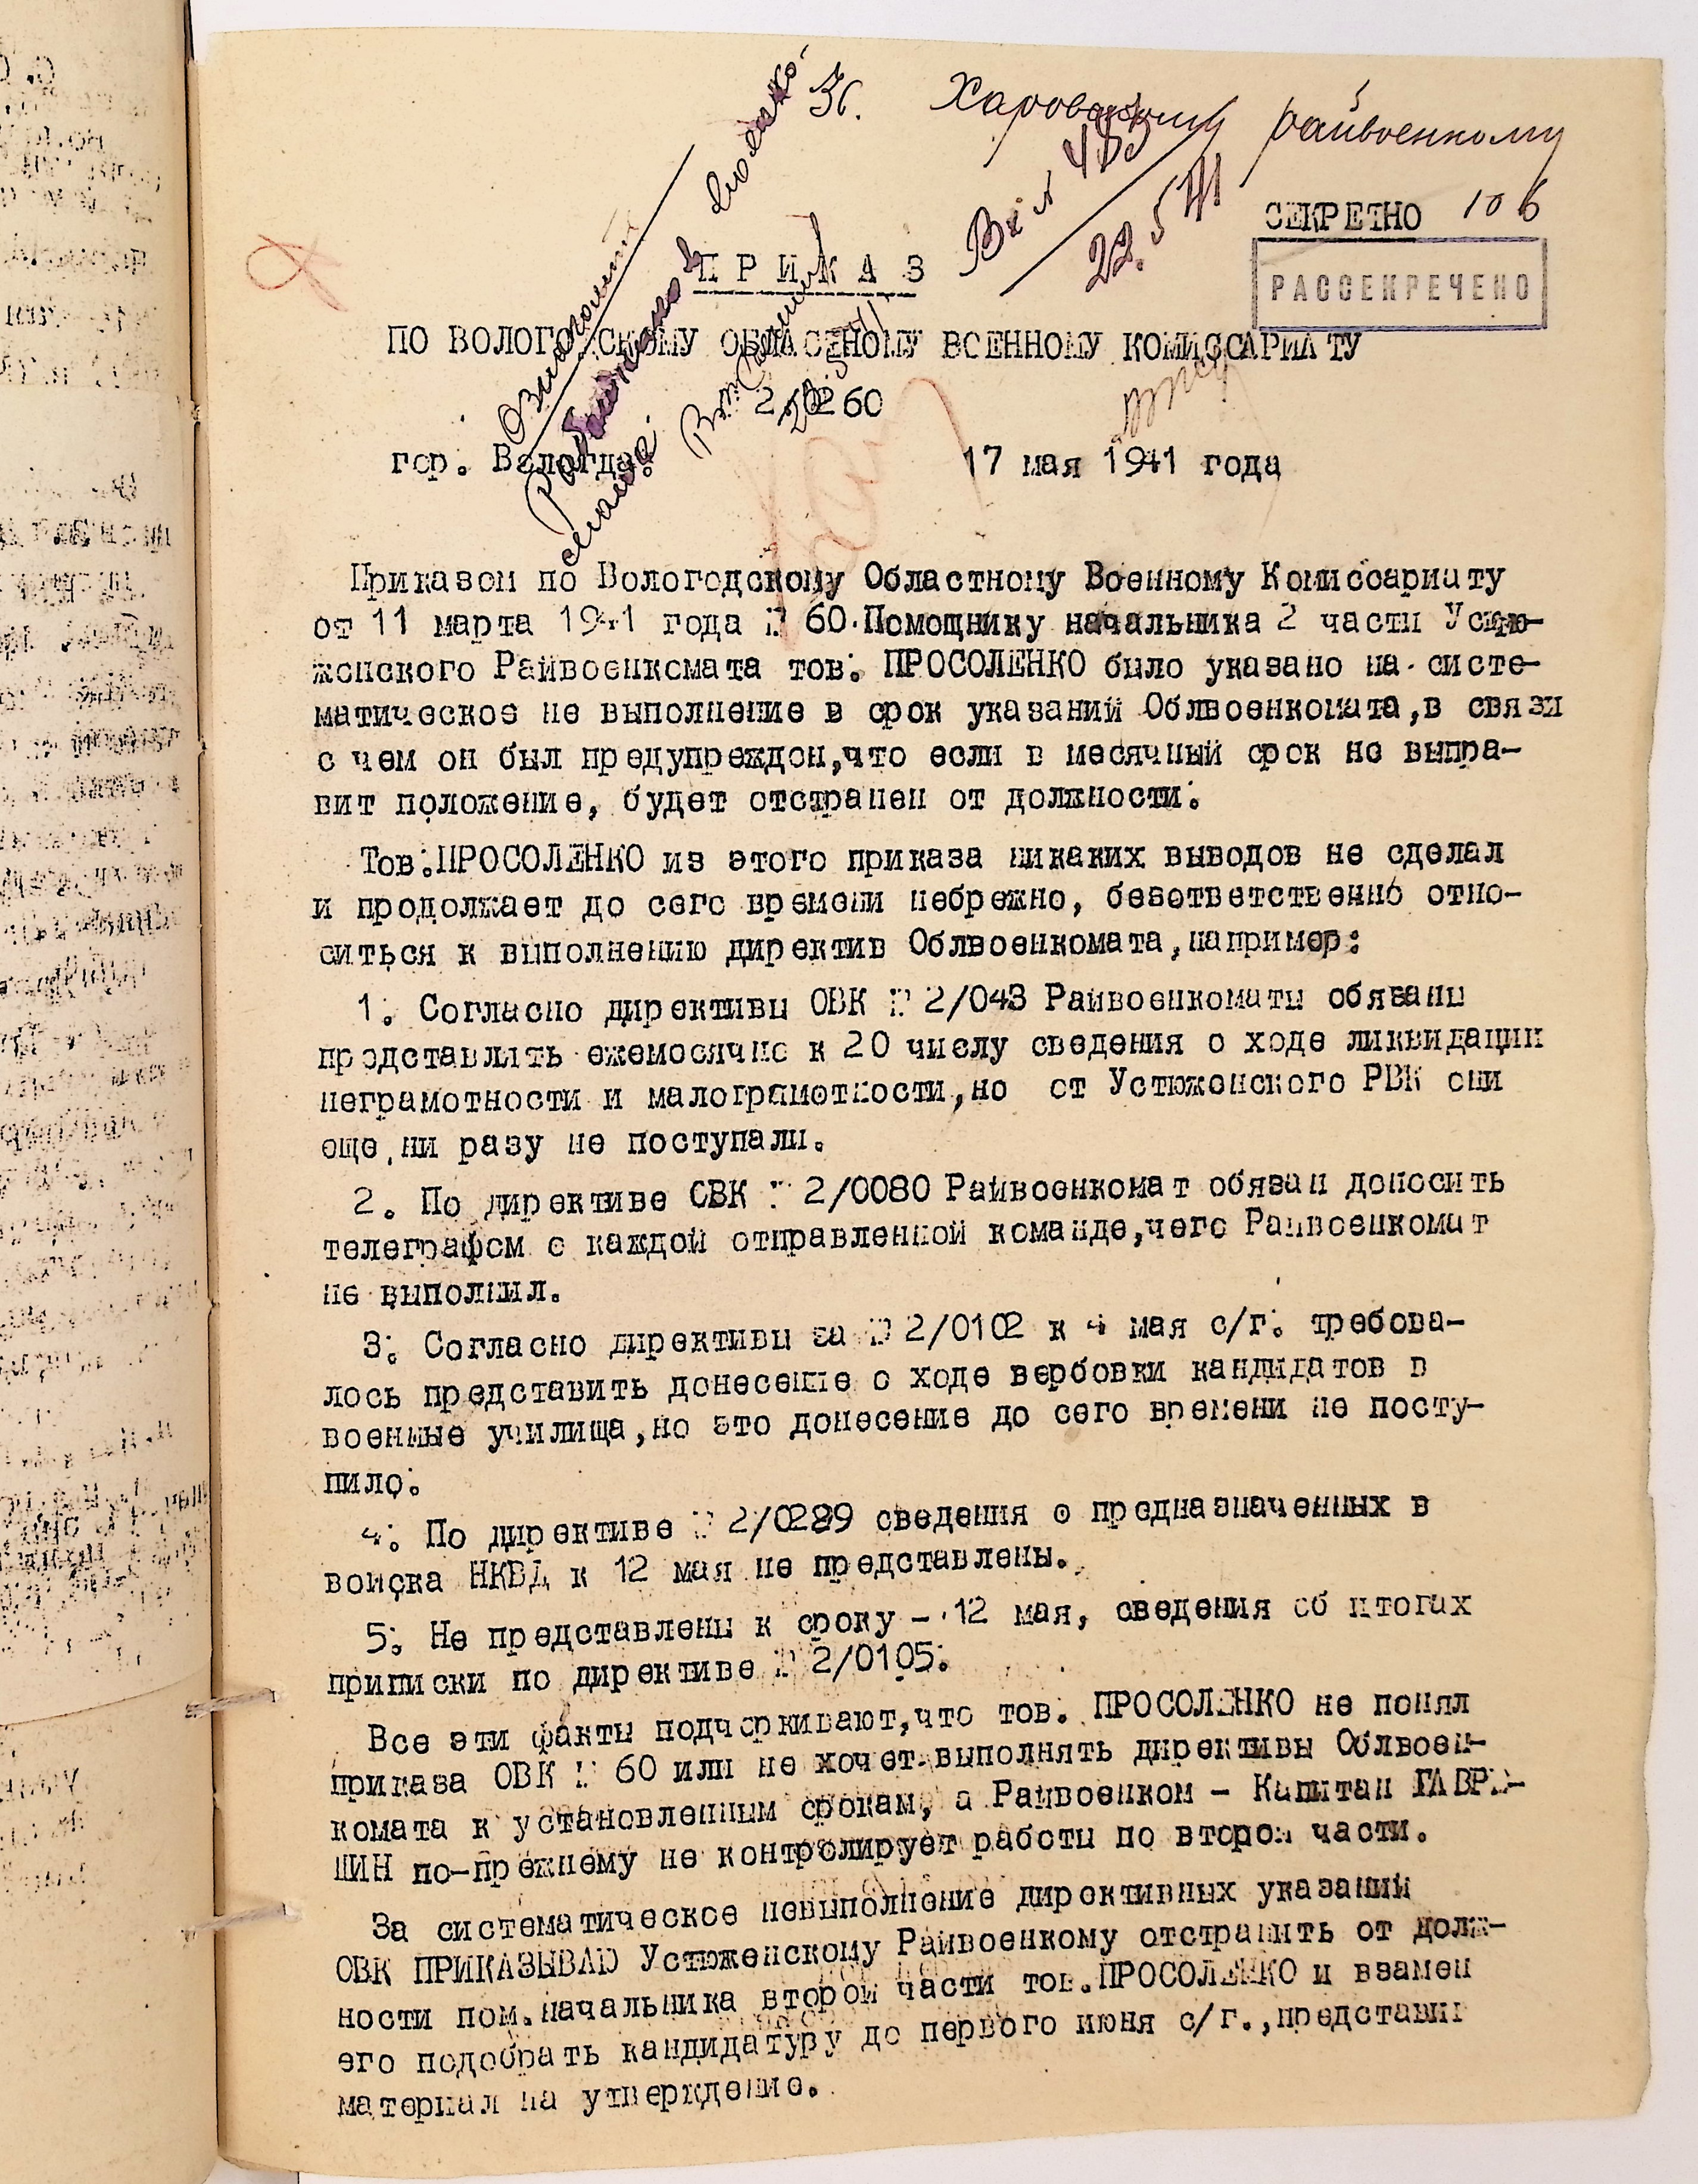 36. Харовскому райвоенкому
Вх № 483
22.5 41
СЕКРЕТНО 106
РАССЕКРЕЧЕНО
ПРИКАЗ
ПО ВОЛОГОДСКОМУ ОБЛАСТНОМУ ВОЕННОМУ КОМИССАРИАТУ
гор. Вологда. 17 мая 1941 года
Приказом по Вологодскому Областному Военному Комиссариату
от 11 марта 1941 года № 60 Помощнику начальника 2 части Устю-
женского Райвоенкомата тов. ПРОСОЛЕНКО было указано на систе-
матическое не выполнение в срок указаний Облвоенкомата,в связи
с чем он был предупрежден,что если в месячный срок не выпра-
вит положение, будет отстранен от должности.
Тов.ПРОСОЛЕНКО из этого приказа никаких выводов не сделал
и продолжает до сего времени небрежно, безответственно отно-
ситься к выполнению директив Облвоенкомата,например:
1. Согласно директивы ОВК № 2/043 Райвоенкоматы обязаны
представлять ежемесячно к 20 числу сведения о ходе ликвидации
неграмотности и малограмотности,но от Устюженского РВК они
еще ни разу не поступали.
2. По директиве ОВК № 2/0080 Райвоенкомат обязан доносить
телеграфом о каждой отправленной команде,чего Райвоенкомат
не выполнил.
3. Согласно директивы за № 2/0102 к 4 мая с/г. требова-
лось представить донесение о ходе вербовки кандидатов в
военные училища,но это донесение до сего времени не посту-
пило.
4. По директиве № 2/0289 сведения о предназначенных в
войска НКВД к 12 мая не представлены.
5. Не представлены к сроку - 12 мая, сведения об итогах
приписки по директиве № 2/0105.
Все эти факты подчеркивают,что тов. ПРОСОЛЕНКО не понял
приказа ОВК № 60 или не хочет выполнять директивы Облвоен-
комата к установленным срокам, а Райвоенком - Капитан ГАВРЮ-
ШИН по-прежнему не контролирует работы по второй части.
За систематическое невыполнение директивных указаний
ОВК ПРИКАЗЫВАЮ Устюженскому Райвоенкому отстранить от долж-
ности пом.начальника второй части тов.ПРОСОЛЕНКО и взамен
его подобрать кандидатуру до первого июня с/г.,представив
материал на утверждение.